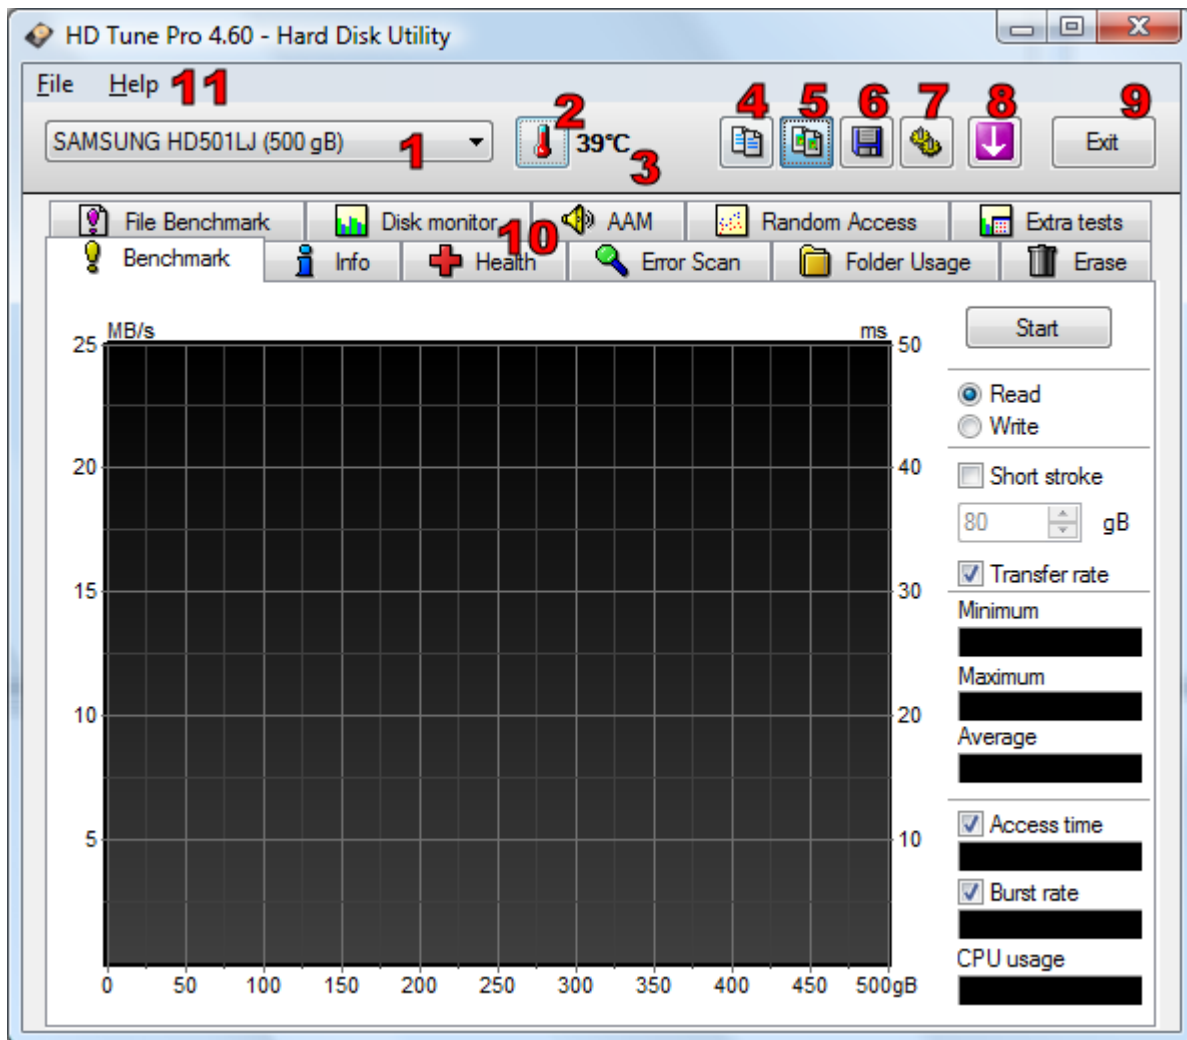 HD Tune Pro 4.60 - Hard Disk Utility
File Help 11
SAMSUNG HD501LJ (500 gB) 1 2 39°C 3 4 5 6 7 8 9 Exit
File Benchmark Disk monitor AAM Random Access Extra tests
10
Benchmark Info Health Error Scan Folder Usage Erase
MB/s ms
25 50
20 40
15 30
10 20
5 10
0 50 100 150 200 250 300 350 400 450 500gB
Start
Read
Write
Short stroke
80 gB
Transfer rate
Minimum
Maximum
Average
Access time
Burst rate
CPU usage